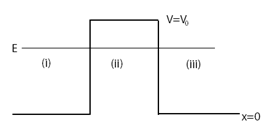 V=V₀
E
(i) (ii) (iii)
x=0